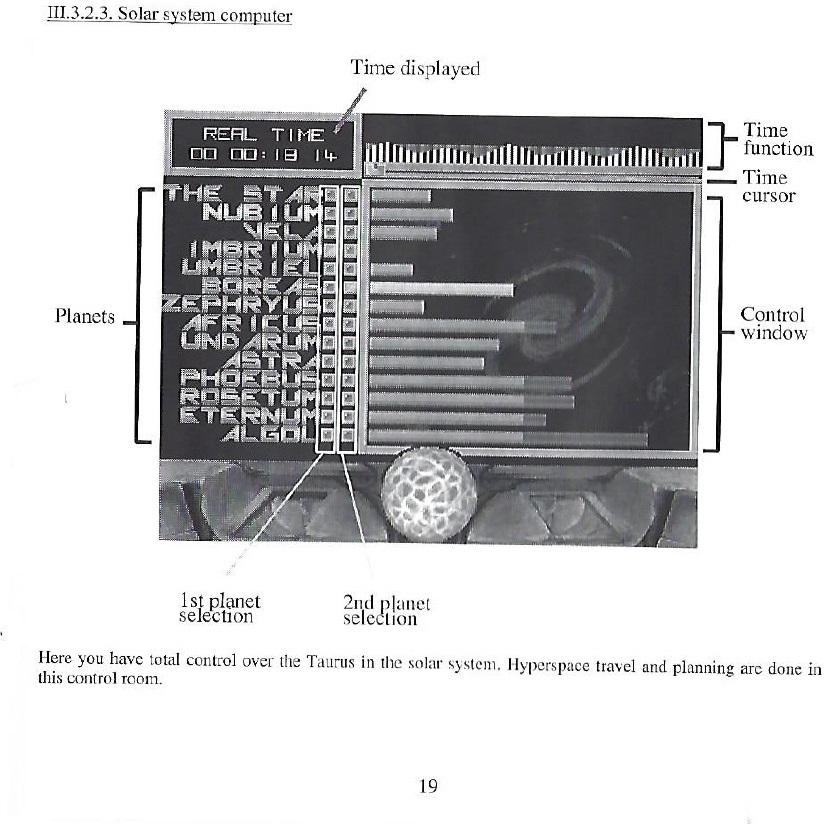 III.3.2.3. Solar system computer
Time displayed
REAL TIME
00 00:18 14
Time
function
Time
cursor
THE STAR
NUBIUM
VELA
IMBRIUM
UMBRIEL
BOREAS
ZEPHRYUS
AFRICUS
UNDARUM
ASTRA
PHOEBUS
ROSETUM
ETERNUM
ALGOL
Planets
Control
window
1st planet
selection
2nd planet
selection
Here you have total control over the Taurus in the solar system. Hyperspace travel and planning are done in
this control room.
19